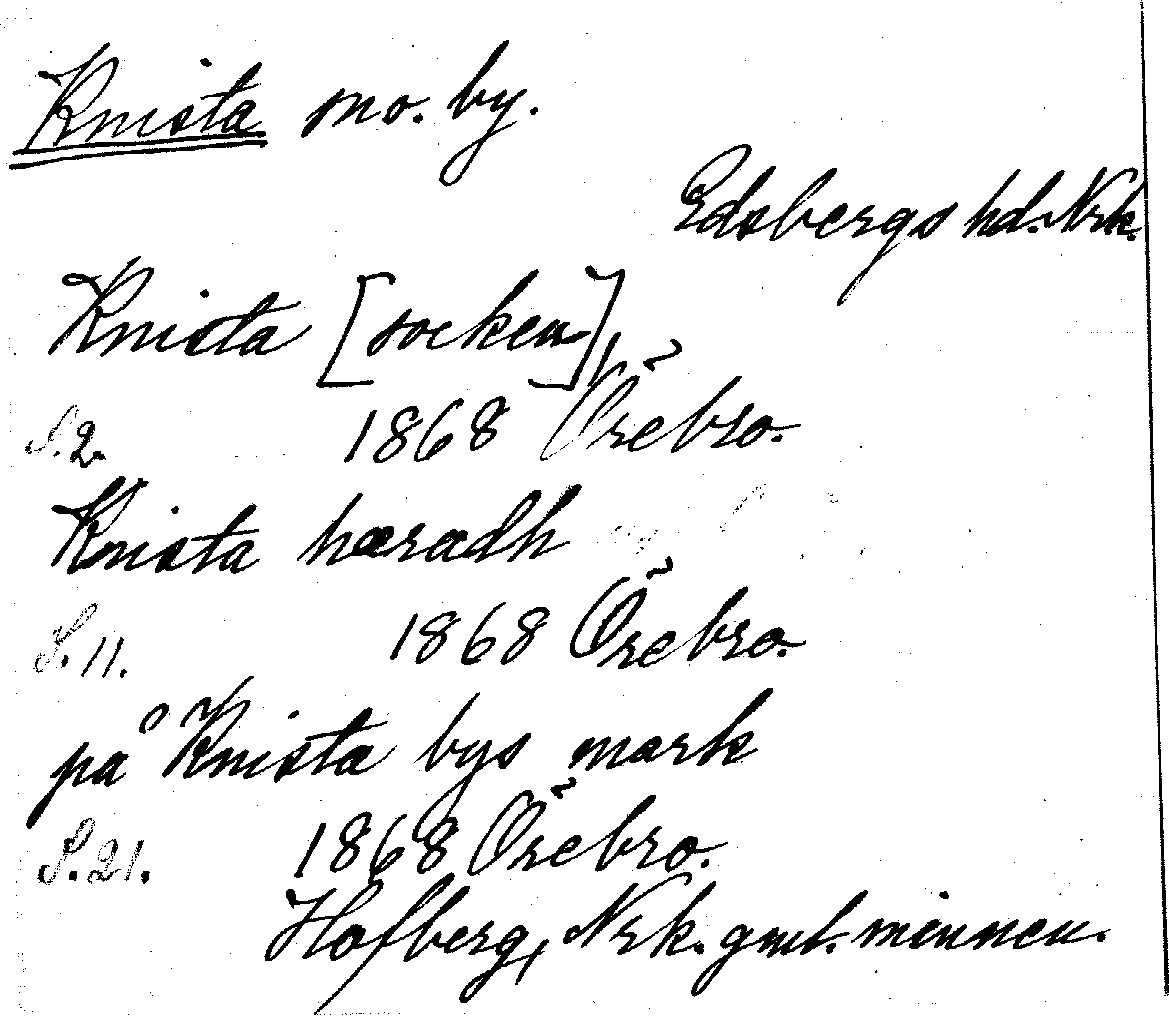 Knista mo. by.
Edsbergs hd. Nrk.
Knista [socken],
S. 2. 1868 Örebro.
Knista hæradh
S. 11. 1868 Örebro.
på Knista bys mark
S. 21. 1868 Örebro.
Hofberg, Nrk. gml. minnen.